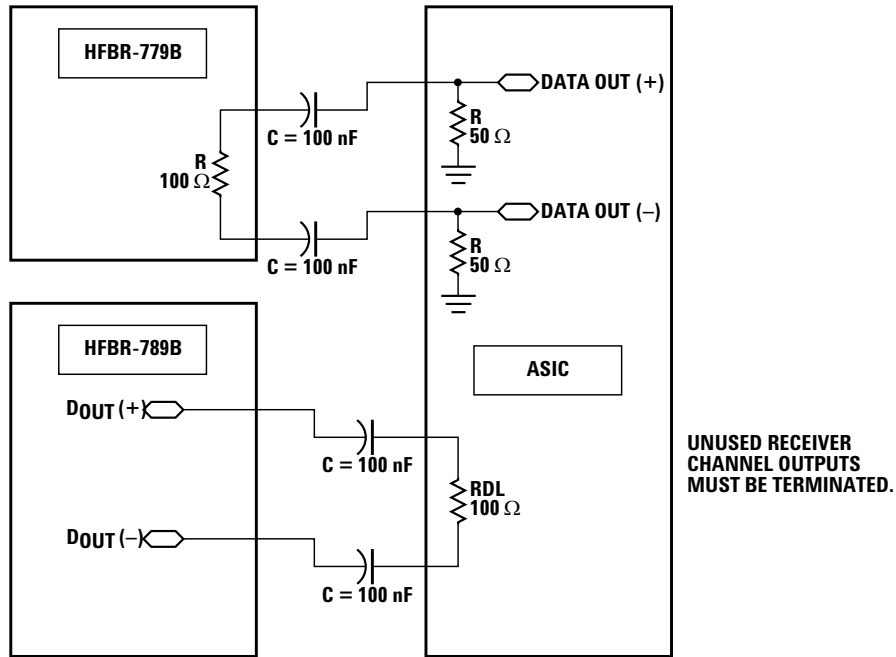 HFBR-779B
DATA OUT (+)
C = 100 nF
R
50 Ω
R
100 Ω
DATA OUT (–)
C = 100 nF
R
50 Ω
HFBR-789B
ASIC
DOUT (+)
C = 100 nF
UNUSED RECEIVER
CHANNEL OUTPUTS
MUST BE TERMINATED.
RDL
100 Ω
DOUT (–)
C = 100 nF